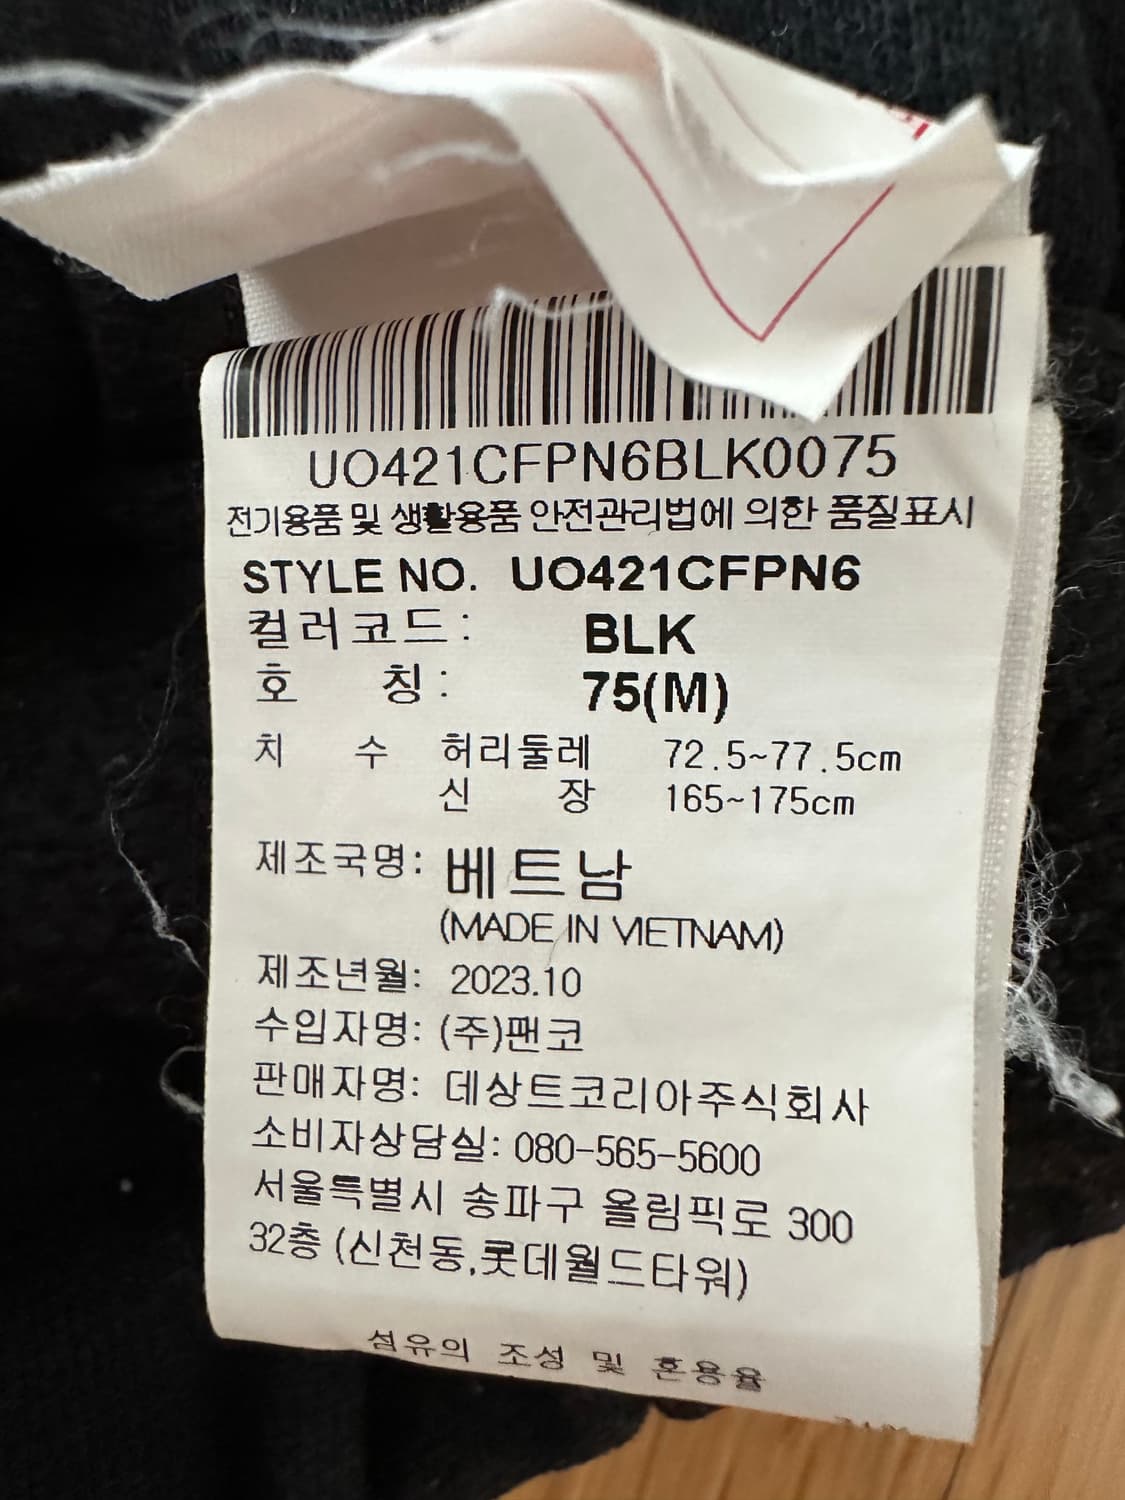 UO421CFPN6BLK0075
전기용품 및 생활용품 안전관리법에 의한 품질표시
STYLE NO. UO421CFPN6
컬러코드: BLK
호 칭: 75(M)
치 수 허리둘레 72.5~77.5cm
신 장 165~175cm
제조국명: 베트남
(MADE IN VIETNAM)
제조년월: 2023.10
수입자명: (주)팬코
판매자명: 데상트코리아주식회사
소비자상담실: 080-565-5600
서울특별시 송파구 올림픽로 300
32층 (신천동,롯데월드타워)
섬유의 조성 및 혼용율